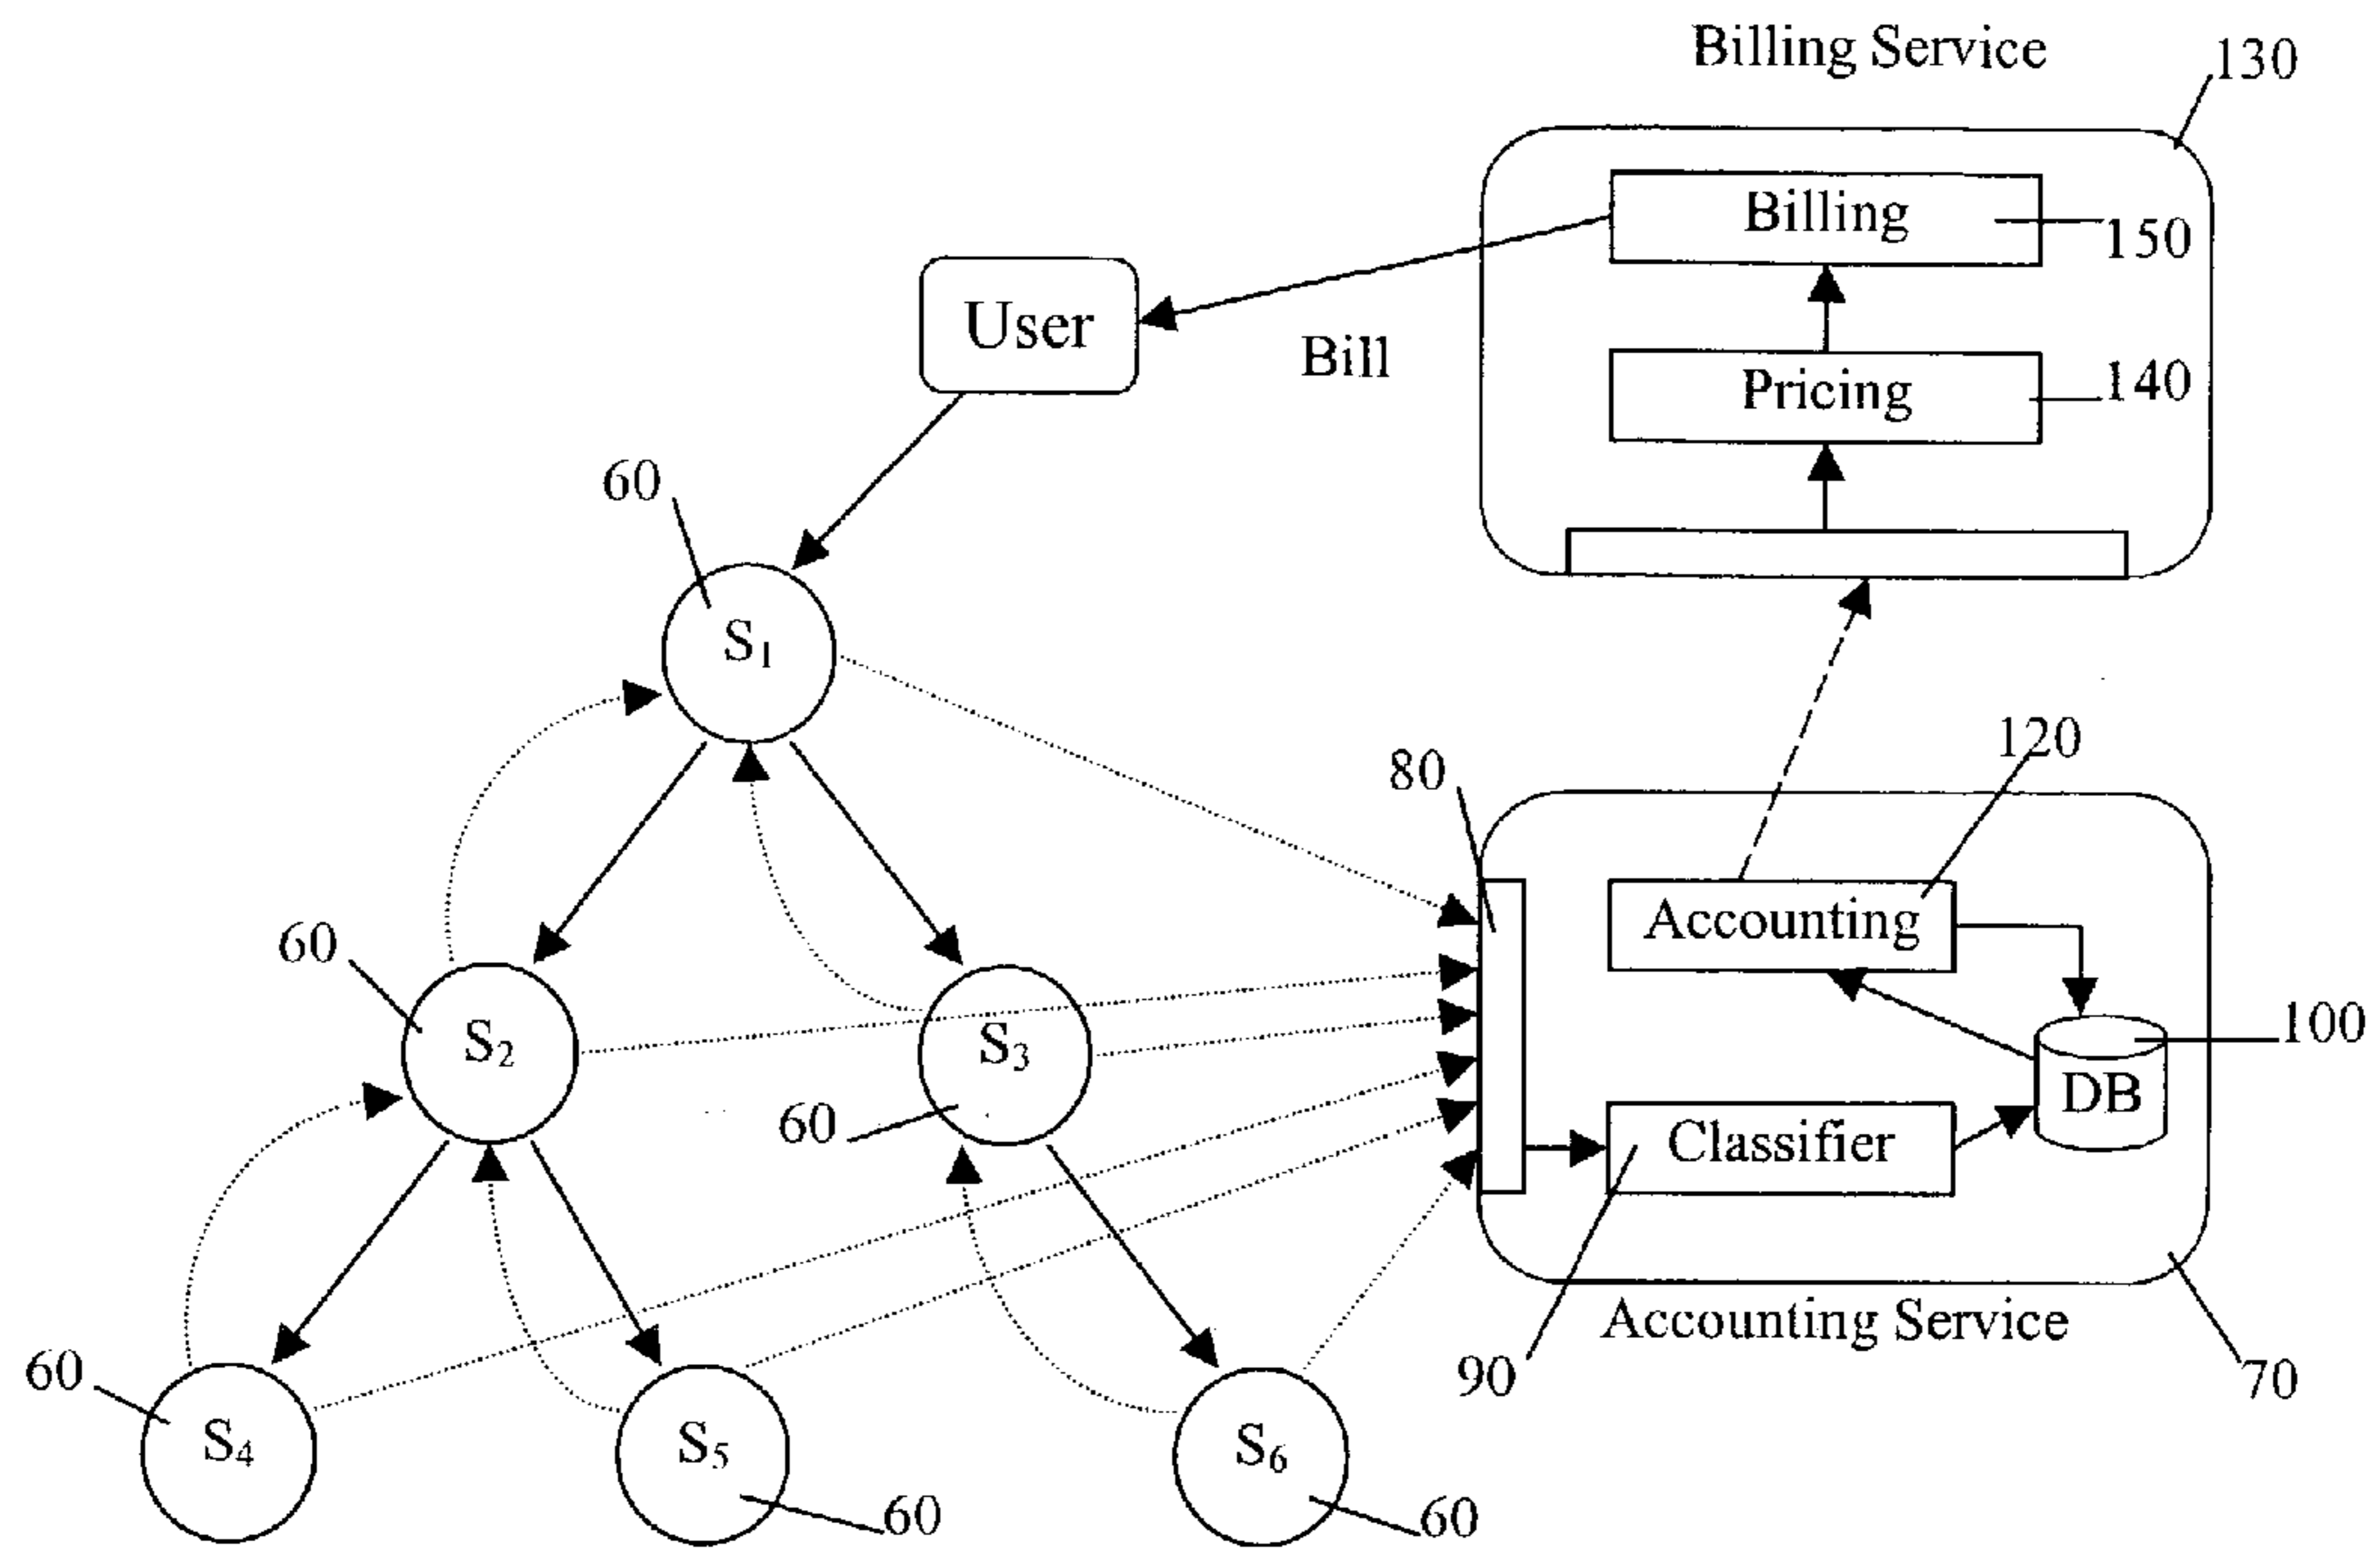 Billing Service
130
Billing
150
User
Bill
Pricing
140
60
S1
120
80
60
Accounting
100
S2
S3
DB
60
Classifier
Accounting Service
60
90
70
S4
S5
S6
60
60